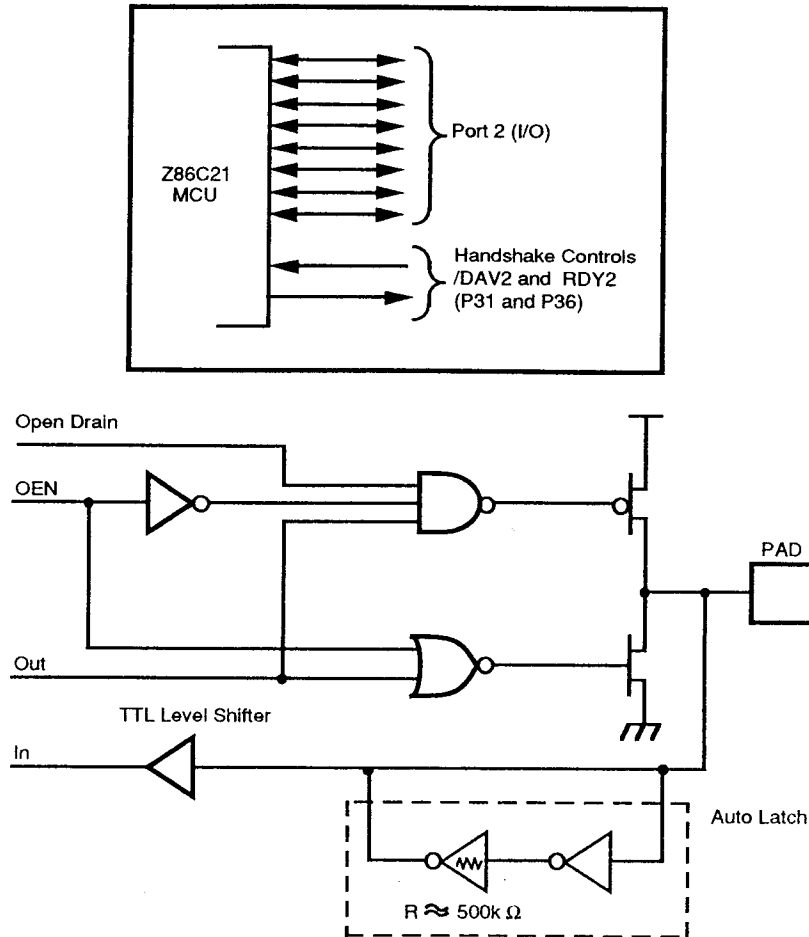 Z86C21
MCU
Port 2 (I/O)
Handshake Controls
/DAV2 and RDY2
(P31 and P36)
Open Drain
OEN
PAD
Out
TTL Level Shifter
In
Auto Latch
R ≈ 500k Ω